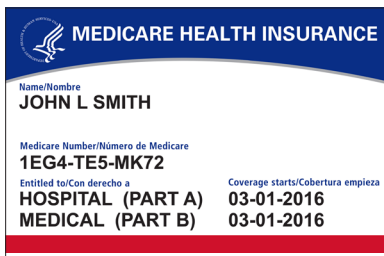 MEDICARE HEALTH INSURANCE
Name/Nombre
JOHN L SMITH
Medicare Number/Número de Medicare
1EG4-TE5-MK72
Entitled to/Con derecho a Coverage starts/Cobertura empieza
HOSPITAL (PART A) 03-01-2016
MEDICAL (PART B) 03-01-2016